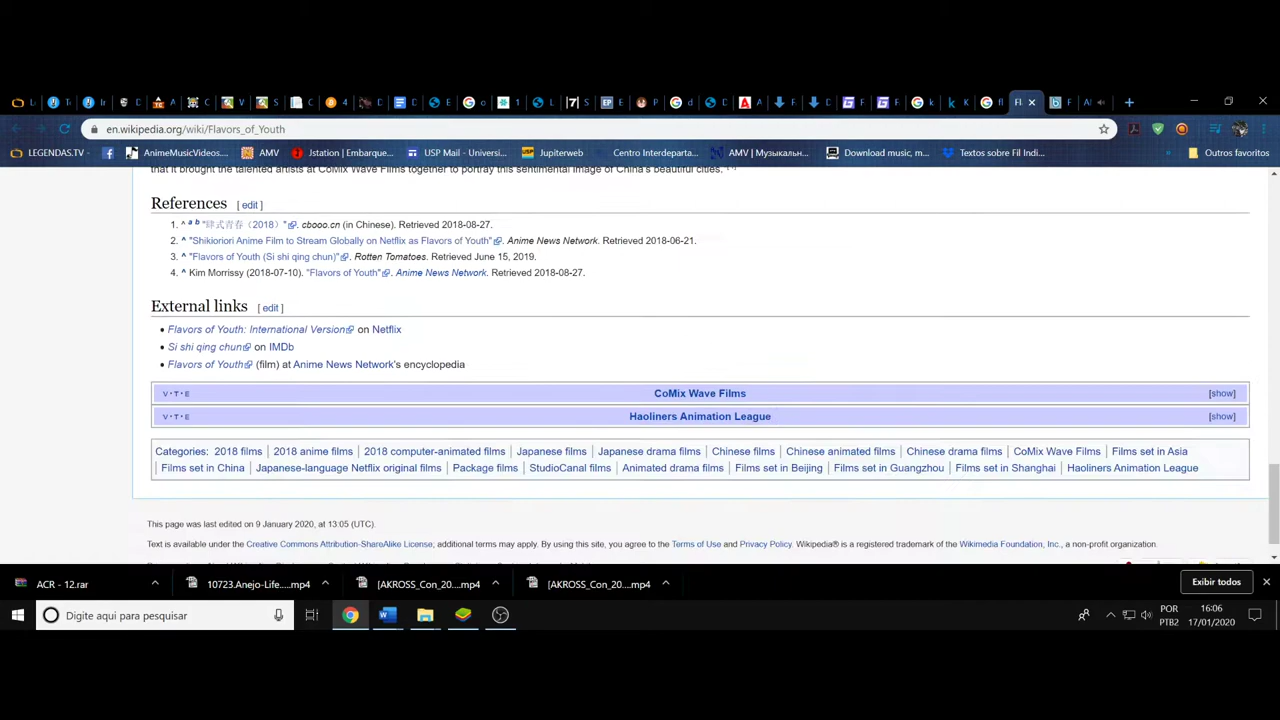 en.wikipedia.org/wiki/Flavors_of_Youth
LEGENDAS.TV AnimeMusicVideos... AMV Jstation | Embarque... USP Mail - Universi... Jupiterweb Centro Interdeparta... AMV | Музыкальн... Download music, m... Textos sobre Fil Indi... » Outros favoritos
that it brought the talented artists at CoMix Wave Films together to portray this sentimental image of China's beautiful cities.
References [ edit ]
1. ^ a b "肆式青春（2018）". cbooo.cn (in Chinese). Retrieved 2018-08-27.
2. ^ "Shikioriori Anime Film to Stream Globally on Netflix as Flavors of Youth". Anime News Network. Retrieved 2018-06-21.
3. ^ "Flavors of Youth (Si shi qing chun)". Rotten Tomatoes. Retrieved June 15, 2019.
4. ^ Kim Morrissy (2018-07-10). "Flavors of Youth". Anime News Network. Retrieved 2018-08-27.
External links [ edit ]
• Flavors of Youth: International Version on Netflix
• Si shi qing chun on IMDb
• Flavors of Youth (film) at Anime News Network's encyclopedia
V·T·E CoMix Wave Films [show]
V·T·E Haoliners Animation League [show]
Categories: 2018 films | 2018 anime films | 2018 computer-animated films | Japanese films | Japanese drama films | Chinese films | Chinese animated films | Chinese drama films | CoMix Wave Films | Films set in Asia
| Films set in China | Japanese-language Netflix original films | Package films | StudioCanal films | Animated drama films | Films set in Beijing | Films set in Guangzhou | Films set in Shanghai | Haoliners Animation League
This page was last edited on 9 January 2020, at 13:05 (UTC).
Text is available under the Creative Commons Attribution-ShareAlike License; additional terms may apply. By using this site, you agree to the Terms of Use and Privacy Policy. Wikipedia® is a registered trademark of the Wikimedia Foundation, Inc., a non-profit organization.
ACR - 12.rar 10723.Anejo-Life....mp4 [AKROSS_Con_20....mp4 [AKROSS_Con_20....mp4 Exibir todos
Digite aqui para pesquisar
POR 16:06
PTB2 17/01/2020